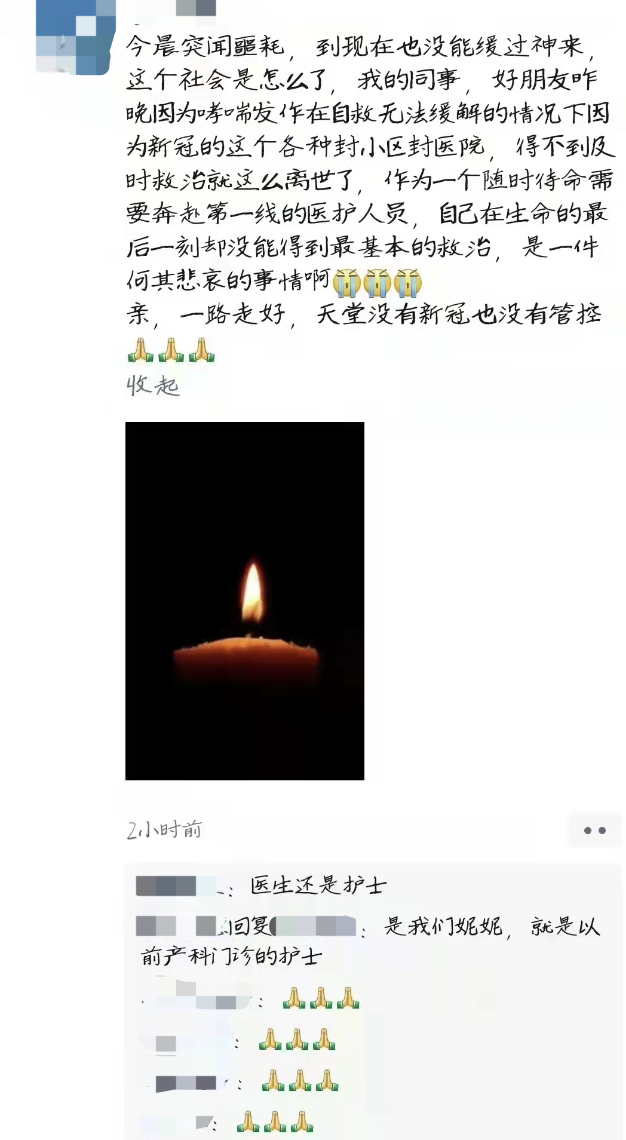 今晨突闻噩耗，到现在也没能缓过神来，
这个社会是怎么了，我的同事，好朋友昨
晚因为哮喘发作在自救无法缓解的情况下因
为新冠的这个各种封小区封医院，得不到及
时救治就这么离世了，作为一个随时待命需
要奔走第一线的医护人员，自己在生命的最
后一刻却没能得到最基本的救治，是一件
何其悲哀的事情啊😭😭😭
亲，一路走好，天堂没有新冠也没有管控
🙏🙏🙏
收起
2小时前
：医生还是护士
回复：是我们妮妮，就是以
前产科门诊的护士
：🙏🙏🙏
：🙏🙏🙏
：🙏🙏🙏
：🙏🙏🙏